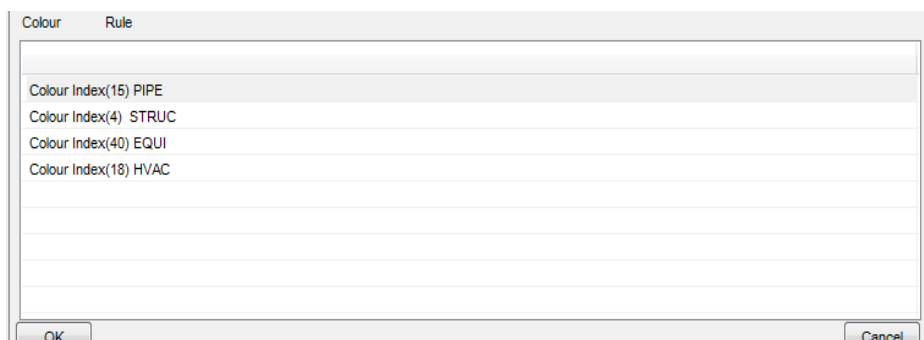 Colour Rule
Colour Index(15) PIPE
Colour Index(4) STRUC
Colour Index(40) EQUI
Colour Index(18) HVAC
OK Cancel